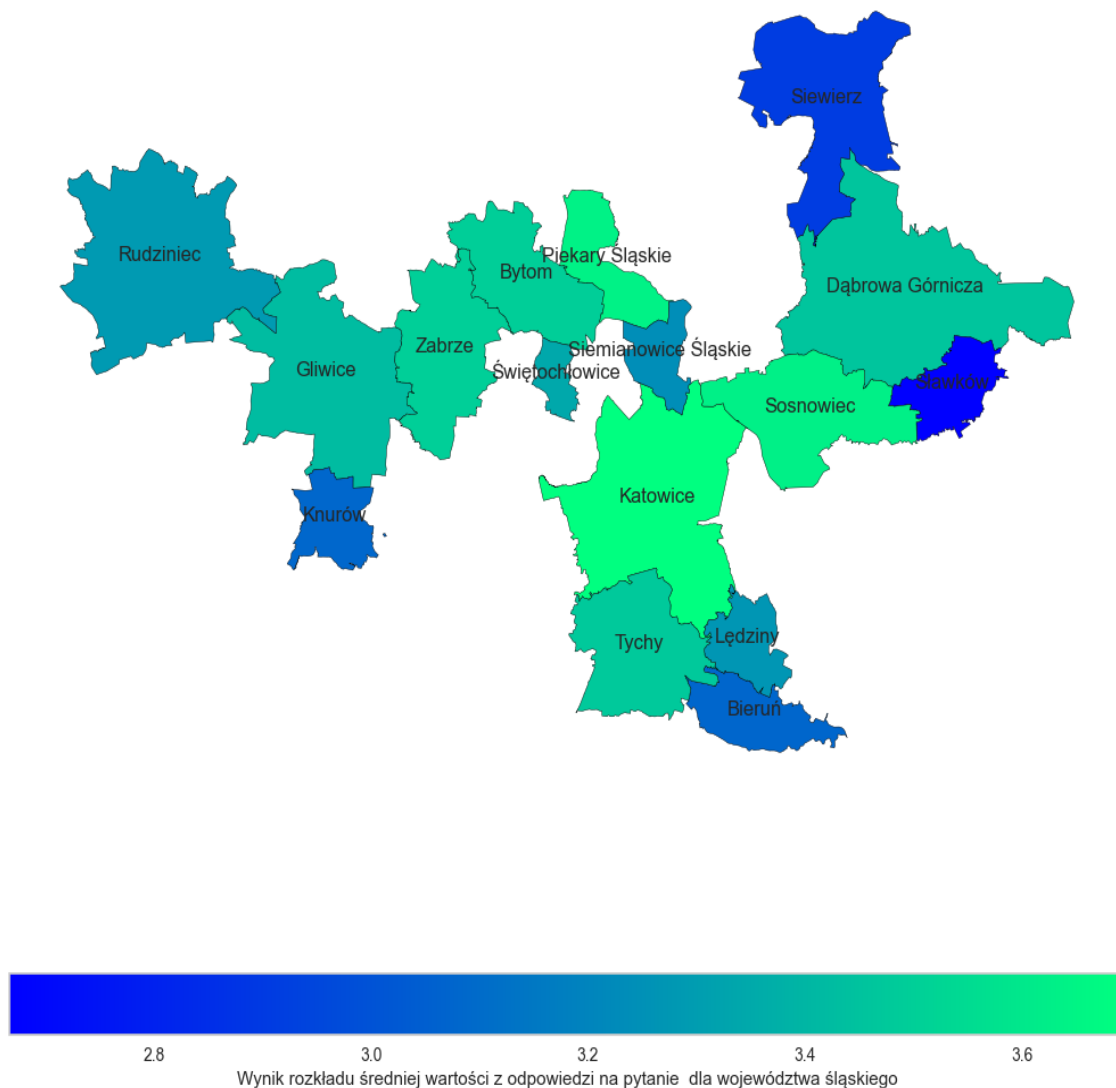 Siewierz
Rudziniec
Piekary Śląskie
Bytom
Dąbrowa Górnicza
Zabrze
Siemianowice Śląskie
Gliwice
Świętochłowice
Sławków
Sosnowiec
Katowice
Knurów
Lędziny
Tychy
Bieruń
2.8 3.0 3.2 3.4 3.6
Wynik rozkładu średniej wartości z odpowiedzi na pytanie  dla województwa śląskiego